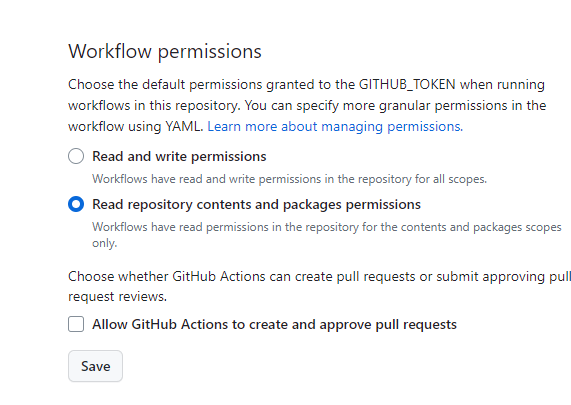 Workflow permissions
Choose the default permissions granted to the GITHUB_TOKEN when running
workflows in this repository. You can specify more granular permissions in the
workflow using YAML. Learn more about managing permissions.
Read and write permissions
Workflows have read and write permissions in the repository for all scopes.
Read repository contents and packages permissions
Workflows have read permissions in the repository for the contents and packages scopes
only.
Choose whether GitHub Actions can create pull requests or submit approving pull
request reviews.
Allow GitHub Actions to create and approve pull requests
Save